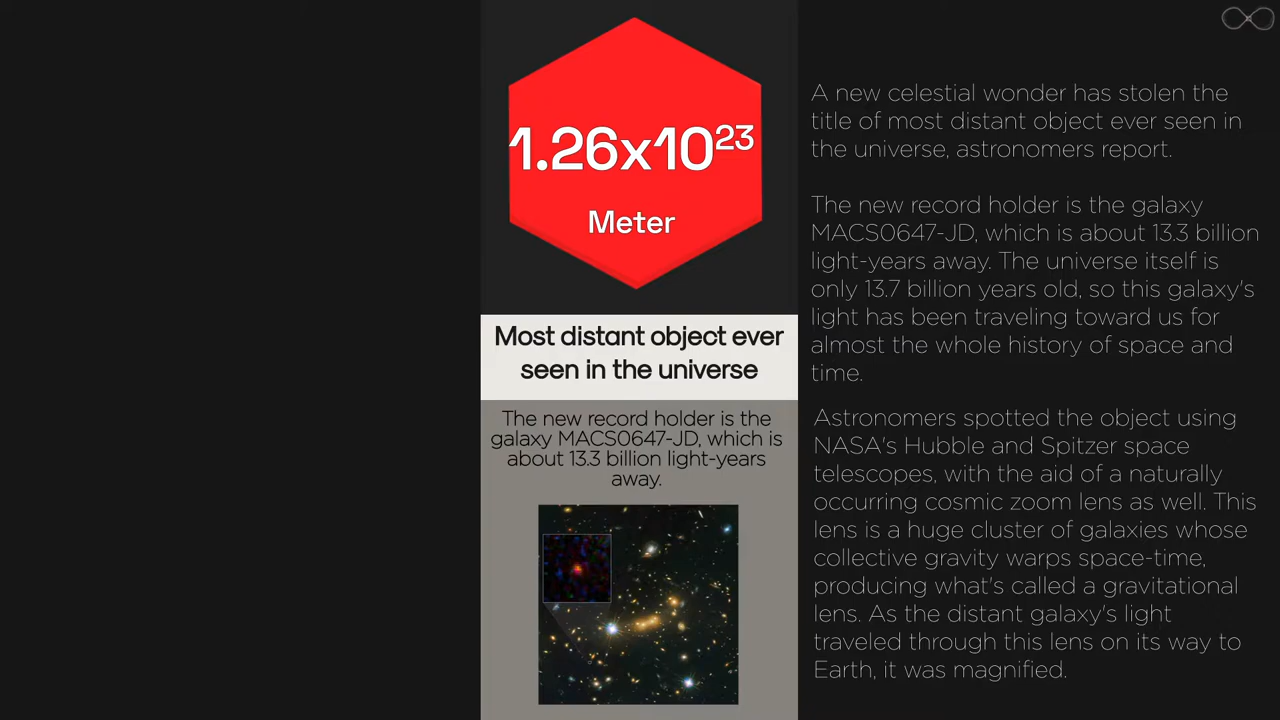 1.26x10²³
Meter
Most distant object ever
seen in the universe
The new record holder is the
galaxy MACS0647-JD, which is
about 13.3 billion light-years
away.
A new celestial wonder has stolen the
title of most distant object ever seen in
the universe, astronomers report.
The new record holder is the galaxy
MACS0647-JD, which is about 13.3 billion
light-years away. The universe itself is
only 13.7 billion years old, so this galaxy's
light has been traveling toward us for
almost the whole history of space and
time.
Astronomers spotted the object using
NASA's Hubble and Spitzer space
telescopes, with the aid of a naturally
occurring cosmic zoom lens as well. This
lens is a huge cluster of galaxies whose
collective gravity warps space-time,
producing what's called a gravitational
lens. As the distant galaxy's light
traveled through this lens on its way to
Earth, it was magnified.